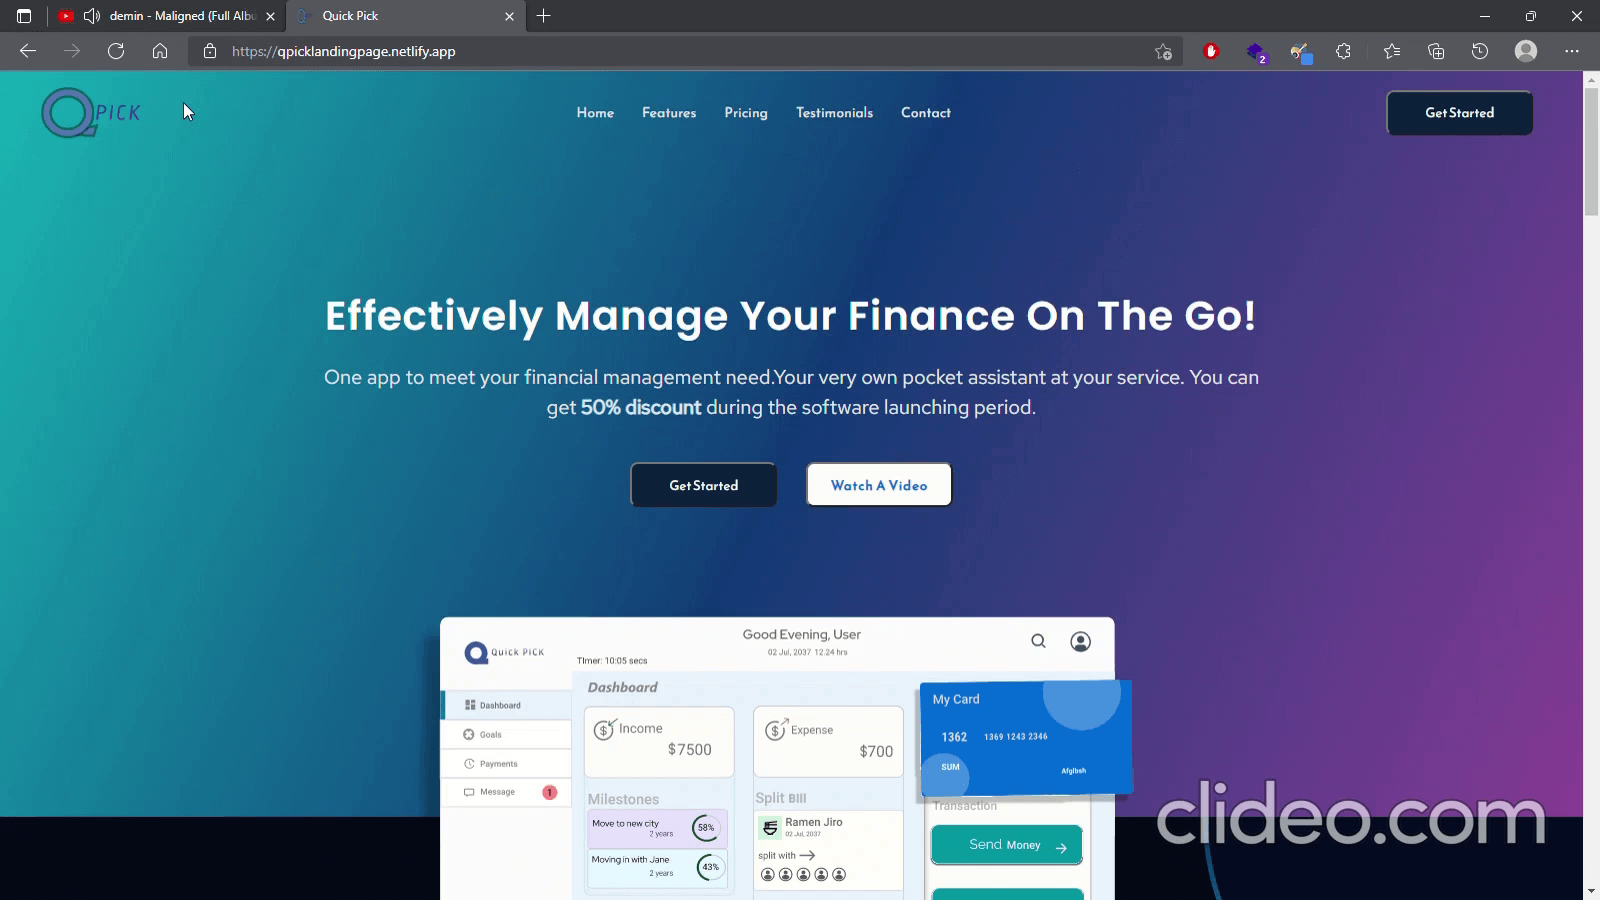 demin - Maligned (Full Albu
Quick Pick
https://qpicklandingpage.netlify.app
2
QPICK
Home
Features
Pricing
Testimonials
Contact
Get Started
Effectively Manage Your Finance On The Go!
One app to meet your financial management need.Your very own pocket assistant at your service. You can
get 50% discount during the software launching period.
Get Started
Watch A Video
QUICK PICK
Good Evening, User
02 Jul, 2037 12.24 hrs
TImer: 10:05 secs
Dashboard
Goals
Payments
Message
1
Dashboard
Income
$7500
Expense
$700
My Card
1362
1369 1243 2346
SUM
Afglbsh
Milestones
Move to new city
2 years
58%
Moving in with Jane
2 years
43%
Split Bill
Ramen Jiro
02 Jul, 2037
split with
Transaction
Send Money
clideo.com